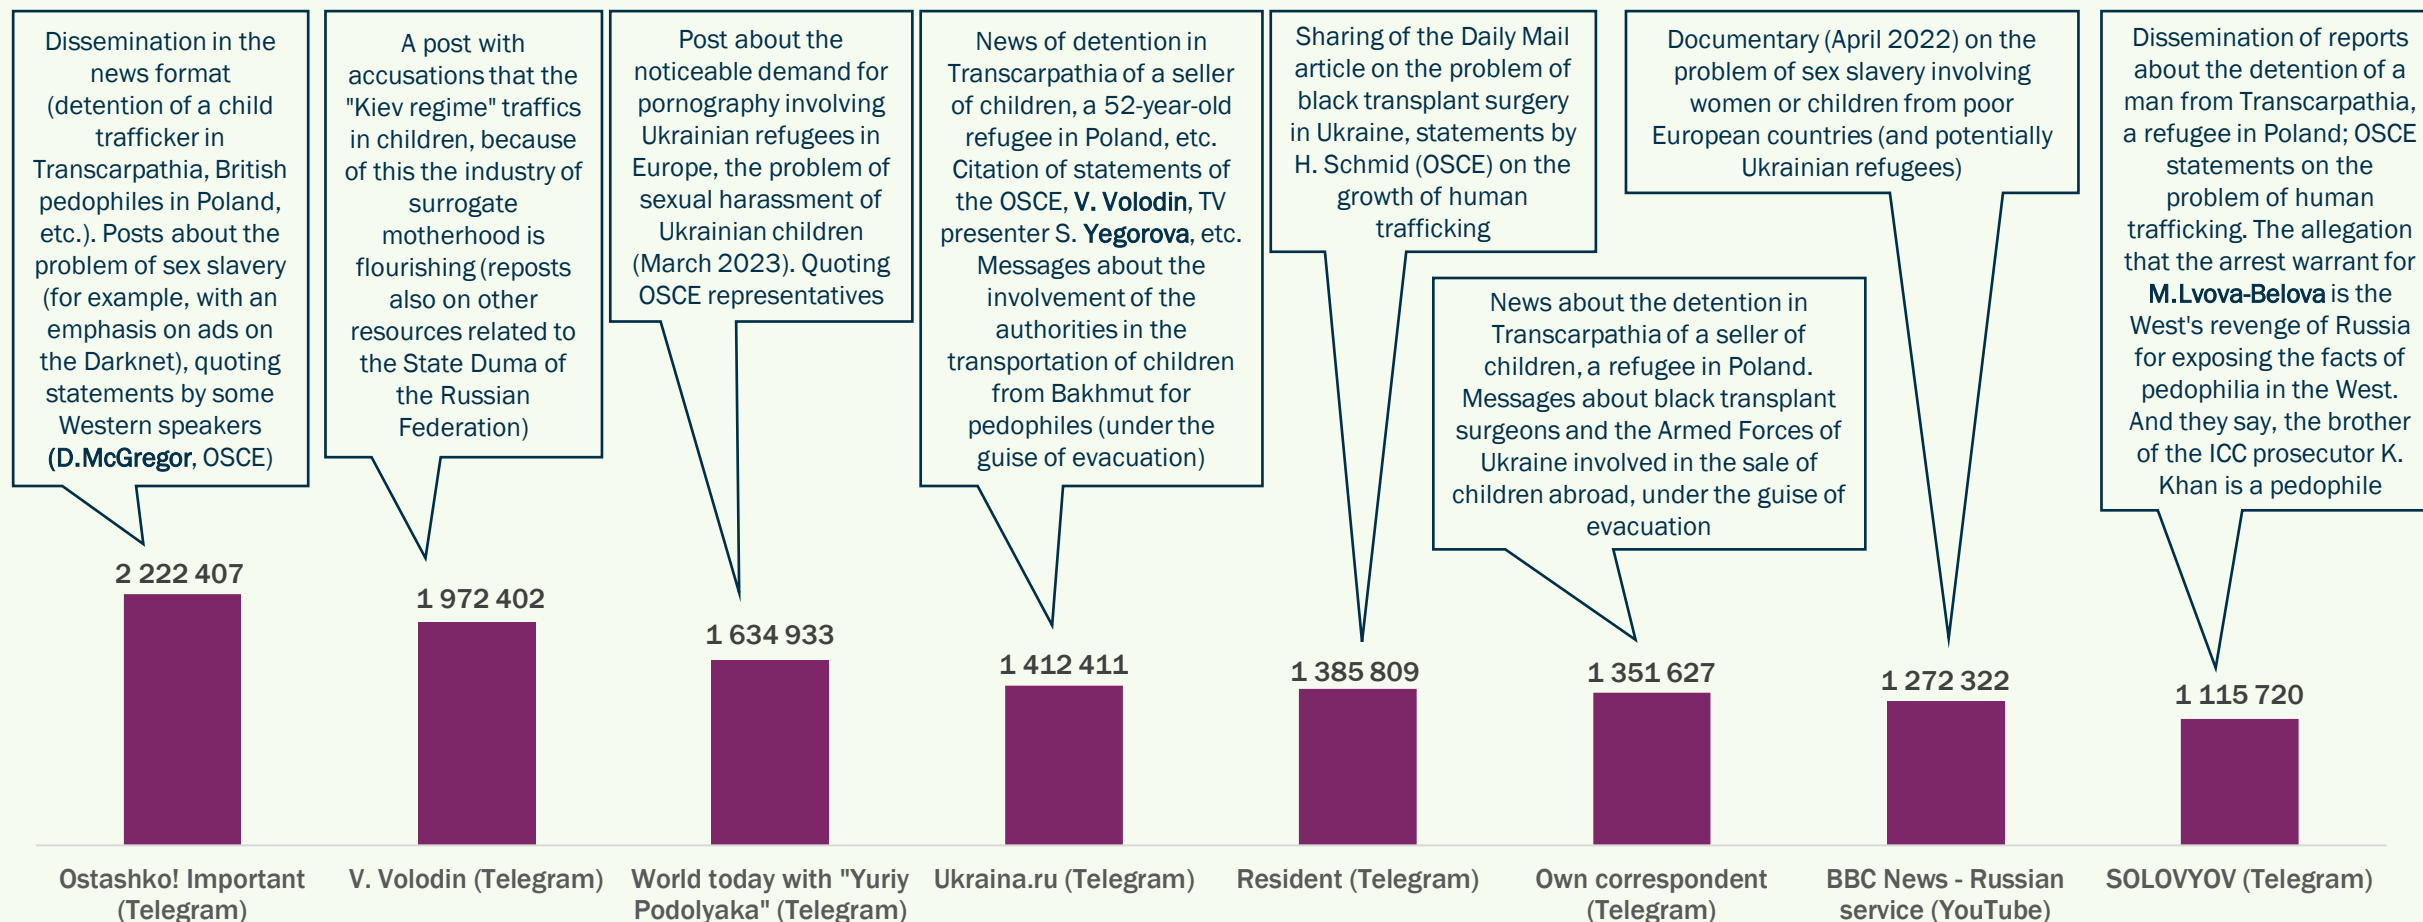 Dissemination in the
news format
(detention of a child
trafficker in
Transcarpathia, British
pedophiles in Poland,
etc.). Posts about the
problem of sex slavery
(for example, with an
emphasis on ads on
the Darknet), quoting
statements by some
Western speakers
(D.McGregor, OSCE)
A post with
accusations that the
"Kiev regime" traffics
in children, because
of this the industry of
surrogate
motherhood is
flourishing (reposts
also on other
resources related to
the State Duma of
the Russian
Federation)
Post about the
noticeable demand for
pornography involving
Ukrainian refugees in
Europe, the problem of
sexual harassment of
Ukrainian children
(March 2023). Quoting
OSCE representatives
News of detention in
Transcarpathia of a seller
of children, a 52-year-old
refugee in Poland, etc.
Citation of statements of
the OSCE, V. Volodin, TV
presenter S. Yegorova, etc.
Messages about the
involvement of the
authorities in the
transportation of children
from Bakhmut for
pedophiles (under the
guise of evacuation)
Sharing of the Daily Mail
article on the problem of
black transplant surgery
in Ukraine, statements by
H. Schmid (OSCE) on the
growth of human
trafficking
News about the detention in
Transcarpathia of a seller of
children, a refugee in Poland.
Messages about black transplant
surgeons and the Armed Forces of
Ukraine involved in the sale of
children abroad, under the guise of
evacuation
Documentary (April 2022) on the
problem of sex slavery involving
women or children from poor
European countries (and potentially
Ukrainian refugees)
Dissemination of reports
about the detention of a
man from Transcarpathia,
a refugee in Poland; OSCE
statements on the
problem of human
trafficking. The allegation
that the arrest warrant for
M.Lvova-Belova is the
West's revenge of Russia
for exposing the facts of
pedophilia in the West.
And they say, the brother
of the ICC prosecutor K.
Khan is a pedophile
2 222 407
1 972 402
1 634 933
1 412 411
1 385 809
1 351 627
1 272 322
1 115 720
Ostashko! Important
(Telegram)
V. Volodin (Telegram)
World today with "Yuriy
Podolyaka" (Telegram)
Ukraina.ru (Telegram)
Resident (Telegram)
Own correspondent
(Telegram)
BBC News - Russian
service (YouTube)
SOLOVYOV (Telegram)